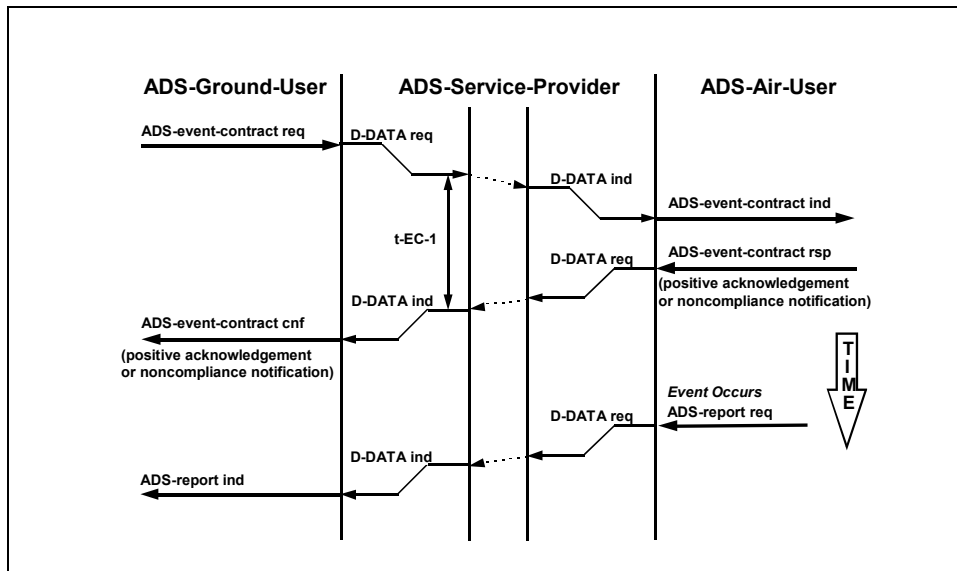 ADS-Ground-User
ADS-Service-Provider
ADS-Air-User
ADS-event-contract req
D-DATA req
D-DATA ind
ADS-event-contract ind
t-EC-1
D-DATA req
ADS-event-contract rsp
(positive acknowledgement
or noncompliance notification)
D-DATA ind
ADS-event-contract cnf
(positive acknowledgement
or noncompliance notification)
TIME
Event Occurs
D-DATA req
ADS-report req
D-DATA ind
ADS-report ind